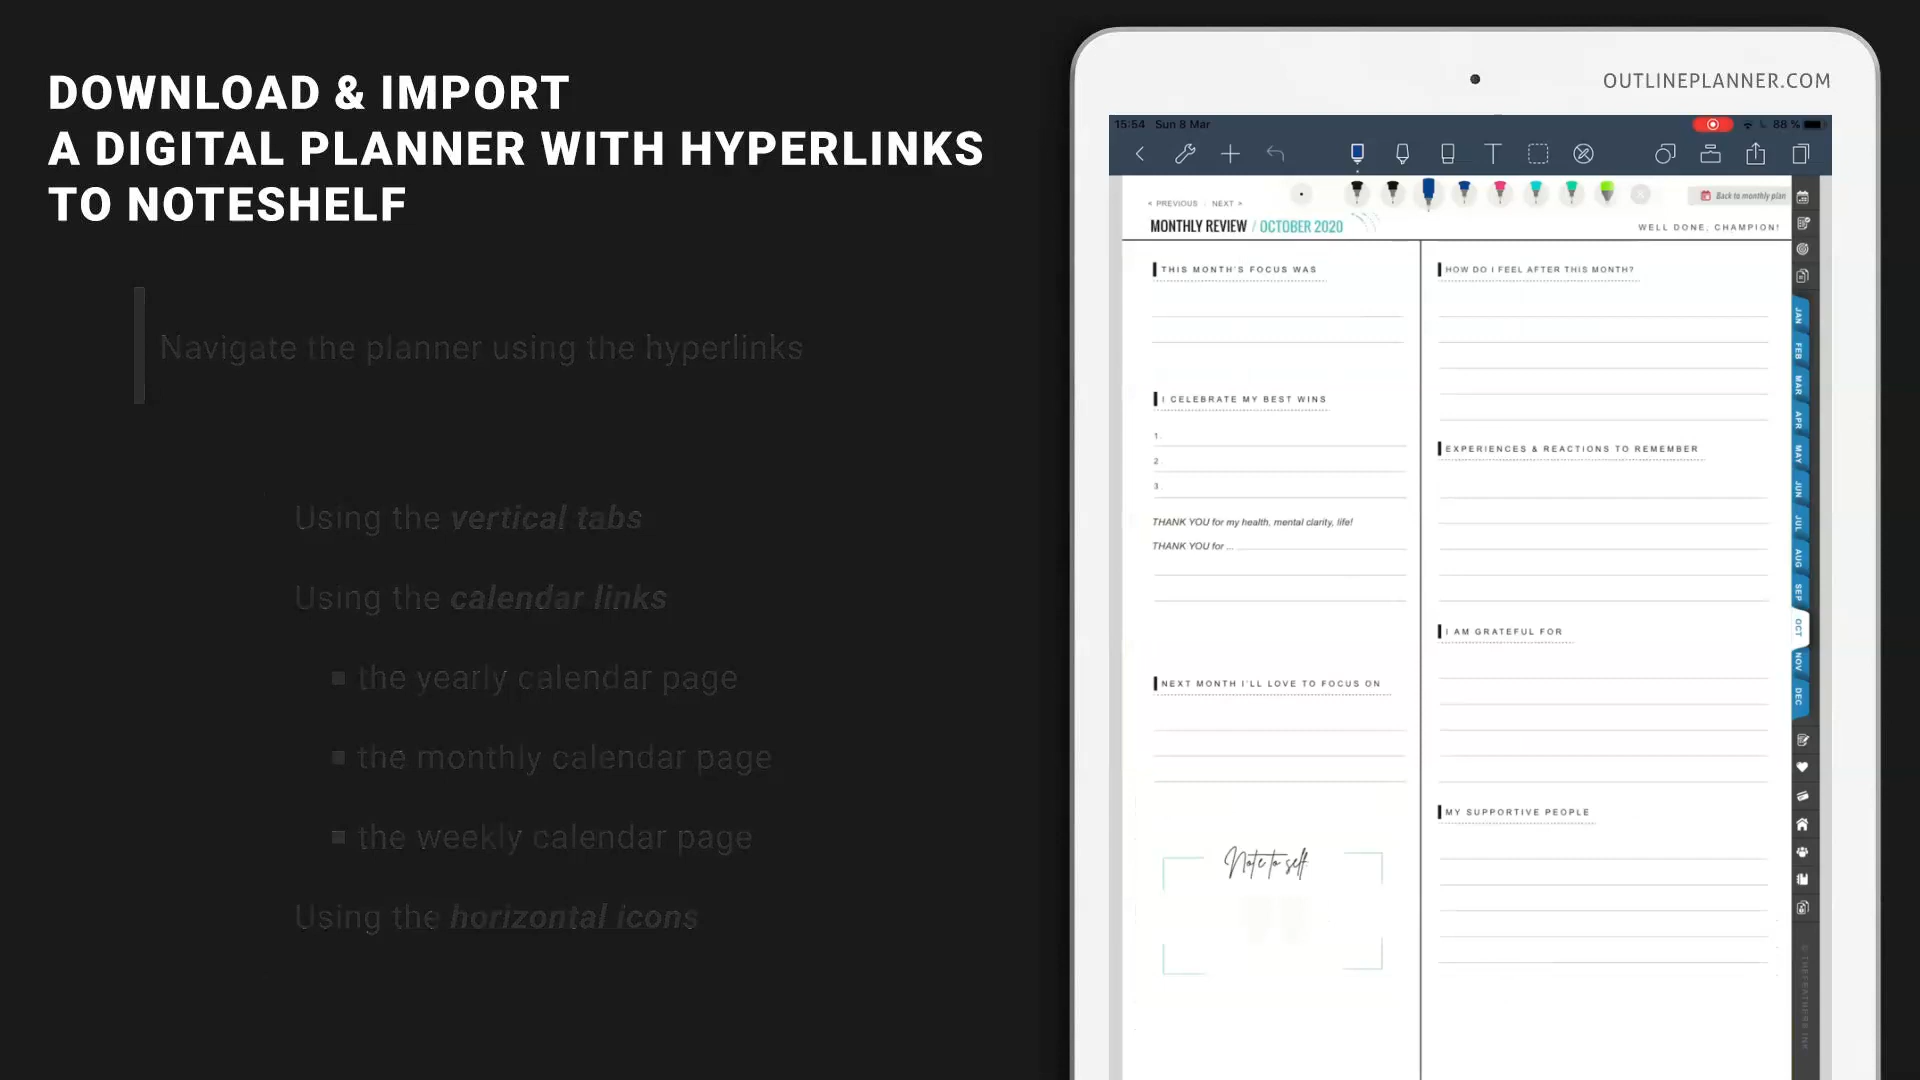 DOWNLOAD & IMPORT
A DIGITAL PLANNER WITH HYPERLINKS
TO NOTESHELF
Navigate the planner using the hyperlinks
Using the vertical tabs
Using the calendar links
▪ the yearly calendar page
▪ the monthly calendar page
▪ the weekly calendar page
Using the horizontal icons
OUTLINEPLANNER.COM
15:54 Sun 8 Mar
88 %
< PREVIOUS | NEXT >
Back to monthly plan
MONTHLY REVIEW / OCTOBER 2020
WELL DONE, CHAMPION!
THIS MONTH'S FOCUS WAS
I CELEBRATE MY BEST WINS
1.
2.
3.
THANK YOU for my health, mental clarity, life!
THANK YOU for ...
NEXT MONTH I'LL LOVE TO FOCUS ON
Note to self
HOW DO I FEEL AFTER THIS MONTH?
EXPERIENCES & REACTIONS TO REMEMBER
I AM GRATEFUL FOR
MY SUPPORTIVE PEOPLE
JAN
FEB
MAR
APR
MAY
JUN
JUL
AUG
SEP
OCT
NOV
DEC